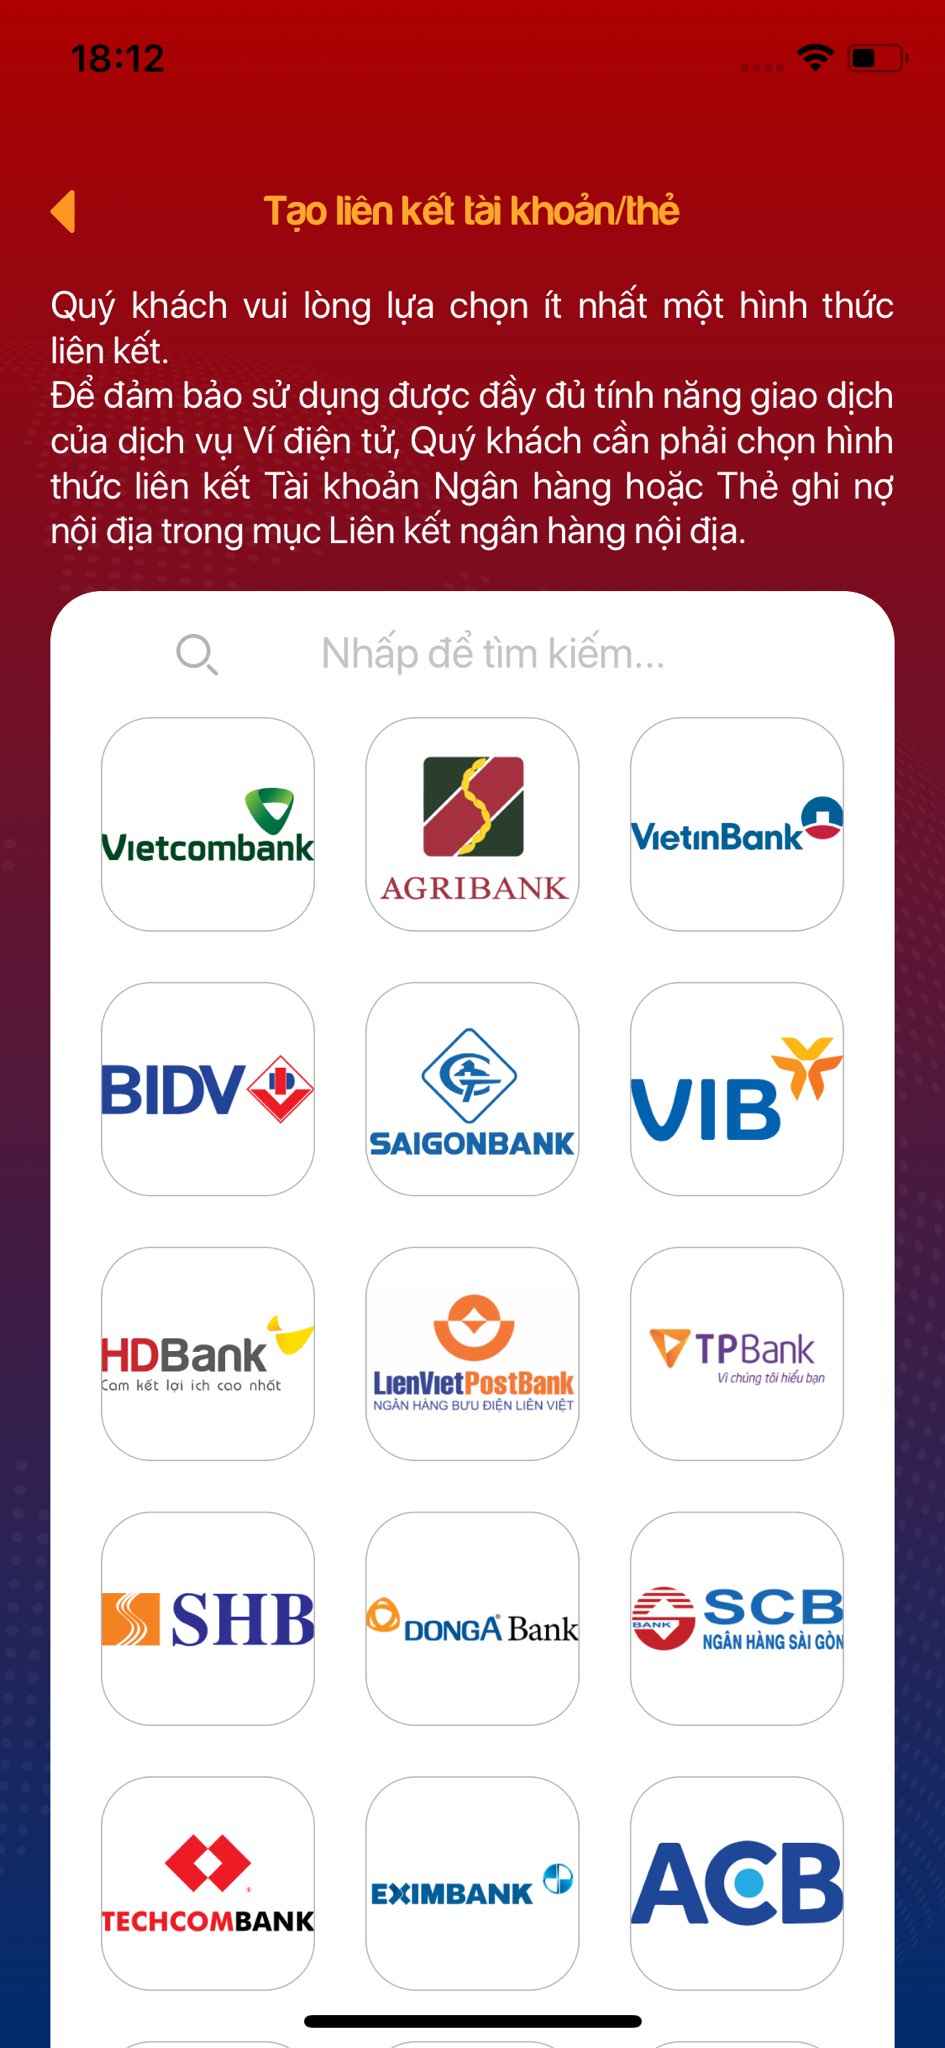 18:12
Tạo liên kết tài khoản/thẻ
Quý khách vui lòng lựa chọn ít nhất một hình thức
liên kết.
Để đảm bảo sử dụng được đầy đủ tính năng giao dịch
của dịch vụ Ví điện tử, Quý khách cần phải chọn hình
thức liên kết Tài khoản Ngân hàng hoặc Thẻ ghi nợ
nội địa trong mục Liên kết ngân hàng nội địa.
Nhấp để tìm kiếm...
Vietcombank
AGRIBANK
VietinBank
BIDV
SAIGONBANK
VIB
HDBank
Cam kết lợi ích cao nhất
LienVietPostBank
NGÂN HÀNG BƯU ĐIỆN LIÊN VIỆT
TPBank
Vì chúng tôi hiểu bạn
SHB
DONGA Bank
BANK
SCB
NGÂN HÀNG SÀI GÒN
TECHCOMBANK
EXIMBANK
ACB